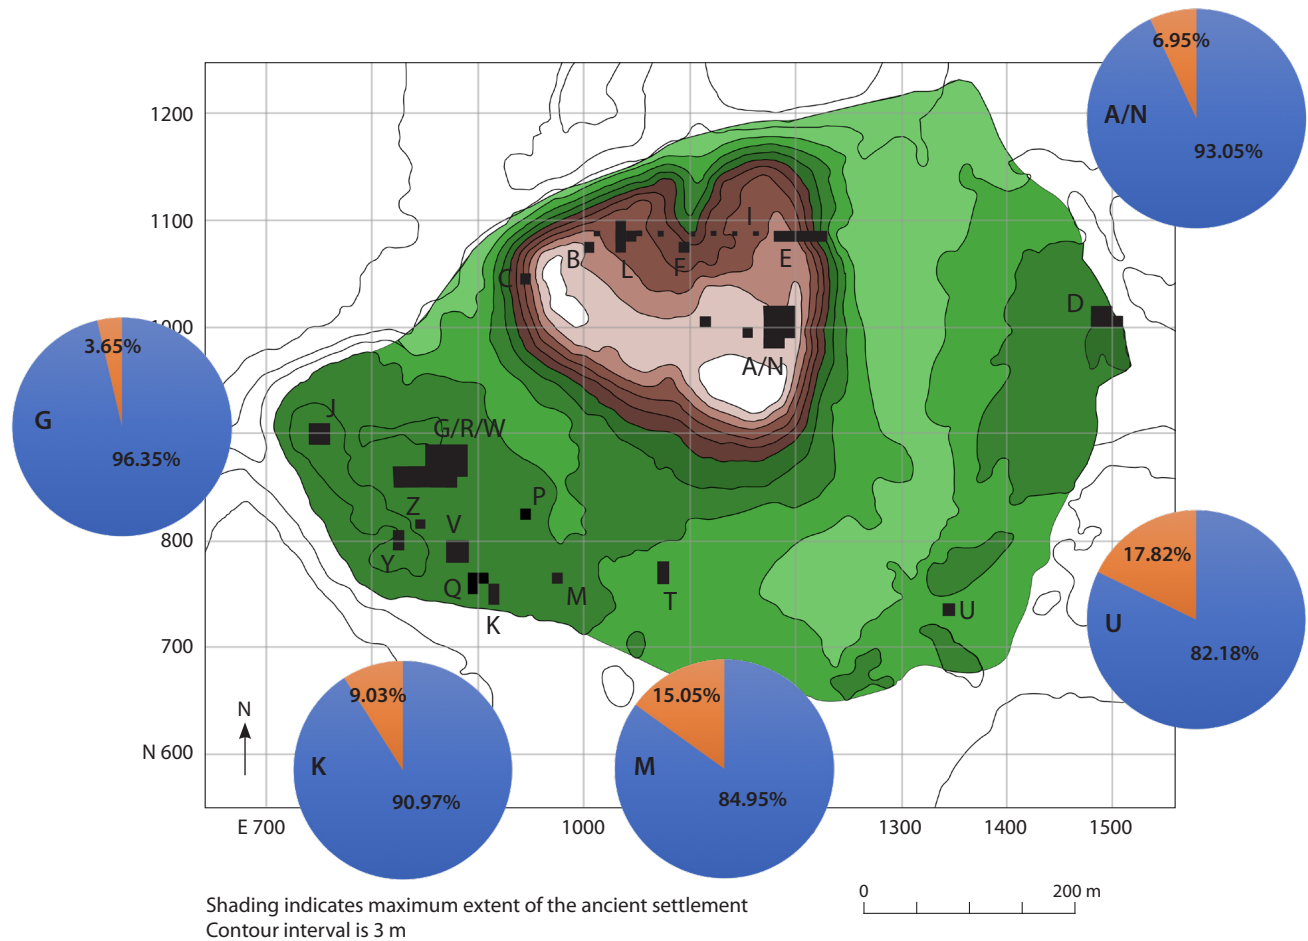 6.95%
A/N
93.05%
1200
1100
I
B
L
F
E
C
D
1000
A/N
3.65%
G
96.35%
J
G/R/W
P
Z
V
800
Y
Q
M
T
U
K
17.82%
U
82.18%
700
9.03%
K
90.97%
15.05%
M
84.95%
N
N 600
E 700
1000
1300
1400
1500
Shading indicates maximum extent of the ancient settlement
Contour interval is 3 m
0
200 m